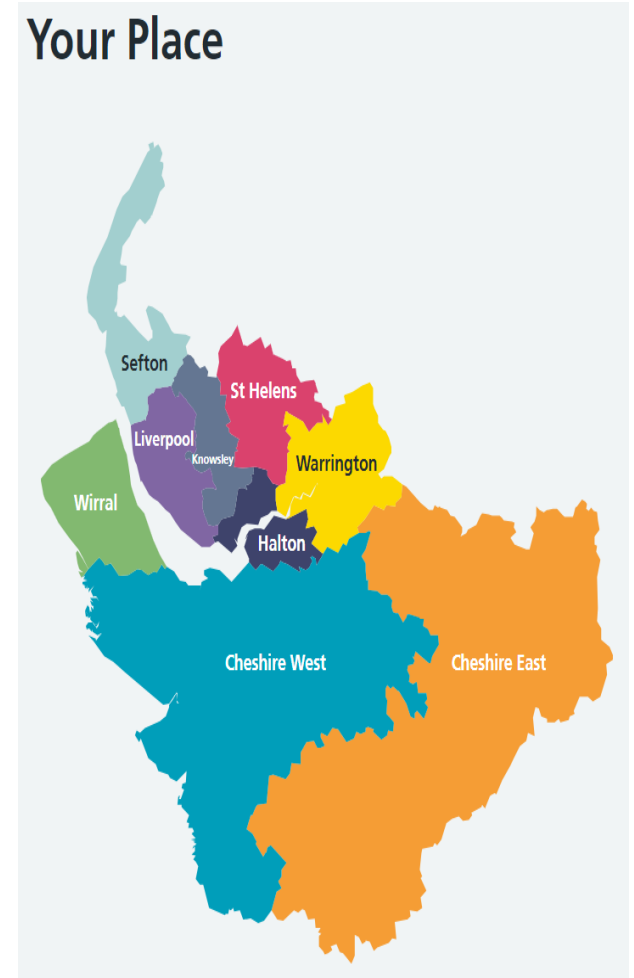 Your Place
Sefton
St Helens
Liverpool
Knowsley
Warrington
Wirral
Halton
Cheshire West
Cheshire East